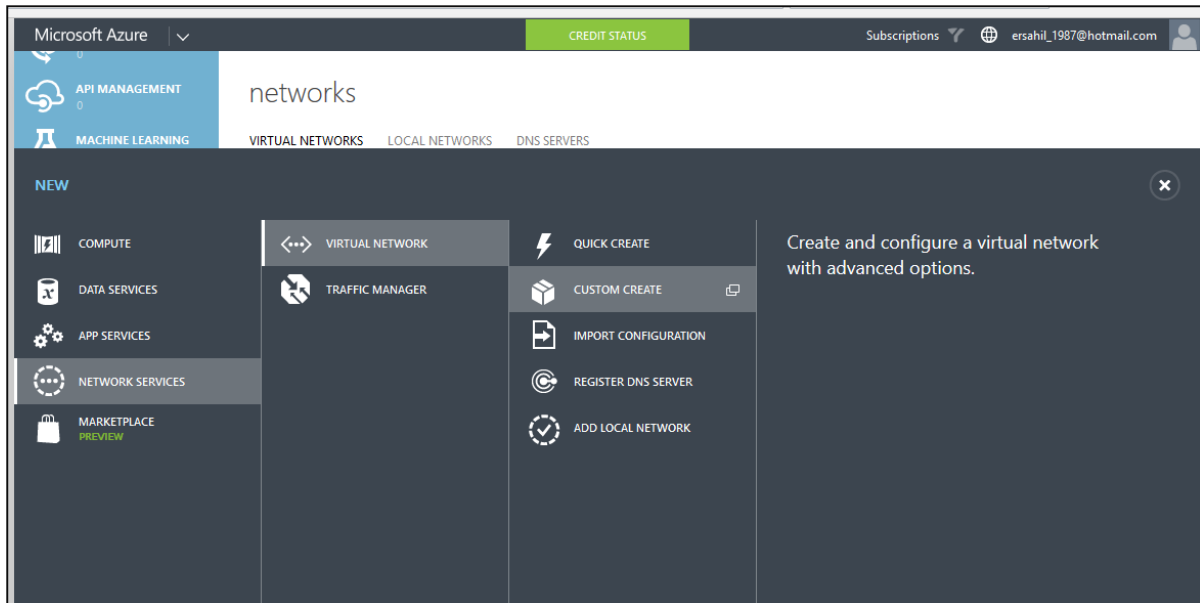 Microsoft Azure
CREDIT STATUS
Subscriptions
ersahil_1987@hotmail.com
0
API MANAGEMENT
0
MACHINE LEARNING
networks
VIRTUAL NETWORKS LOCAL NETWORKS DNS SERVERS
NEW
COMPUTE
DATA SERVICES
APP SERVICES
NETWORK SERVICES
MARKETPLACE
PREVIEW
VIRTUAL NETWORK
TRAFFIC MANAGER
QUICK CREATE
CUSTOM CREATE
IMPORT CONFIGURATION
REGISTER DNS SERVER
ADD LOCAL NETWORK
Create and configure a virtual network
with advanced options.